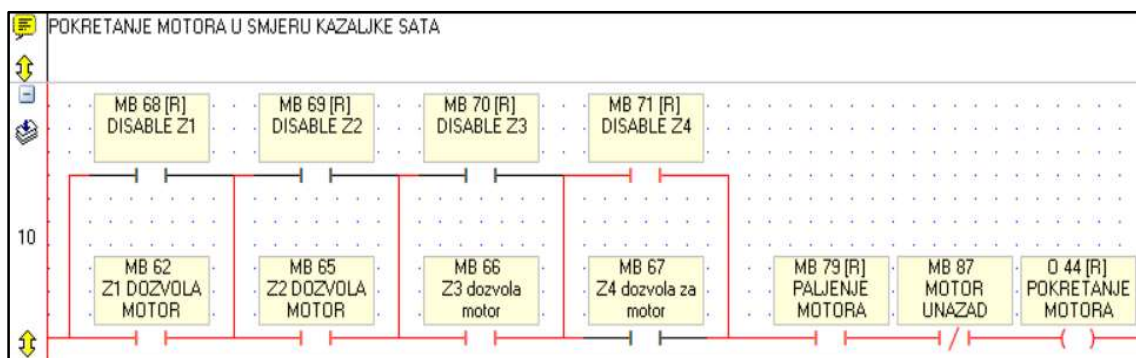 POKRETANJE MOTORA U SMJERU KAZALJKE SATA
MB 68 [R] MB 69 [R] MB 70 [R] MB 71 [R]
DISABLE Z1 DISABLE Z2 DISABLE Z3 DISABLE Z4
10
MB 62 MB 65 MB 66 MB 67 MB 79 [R] MB 87 O 44 [R]
Z1 DOZVOLA Z2 DOZVOLA Z3 dozvola Z4 dozvola za PALJENJE MOTOR POKRETANJE
MOTOR MOTOR motor motor MOTORA UNAZAD MOTORA